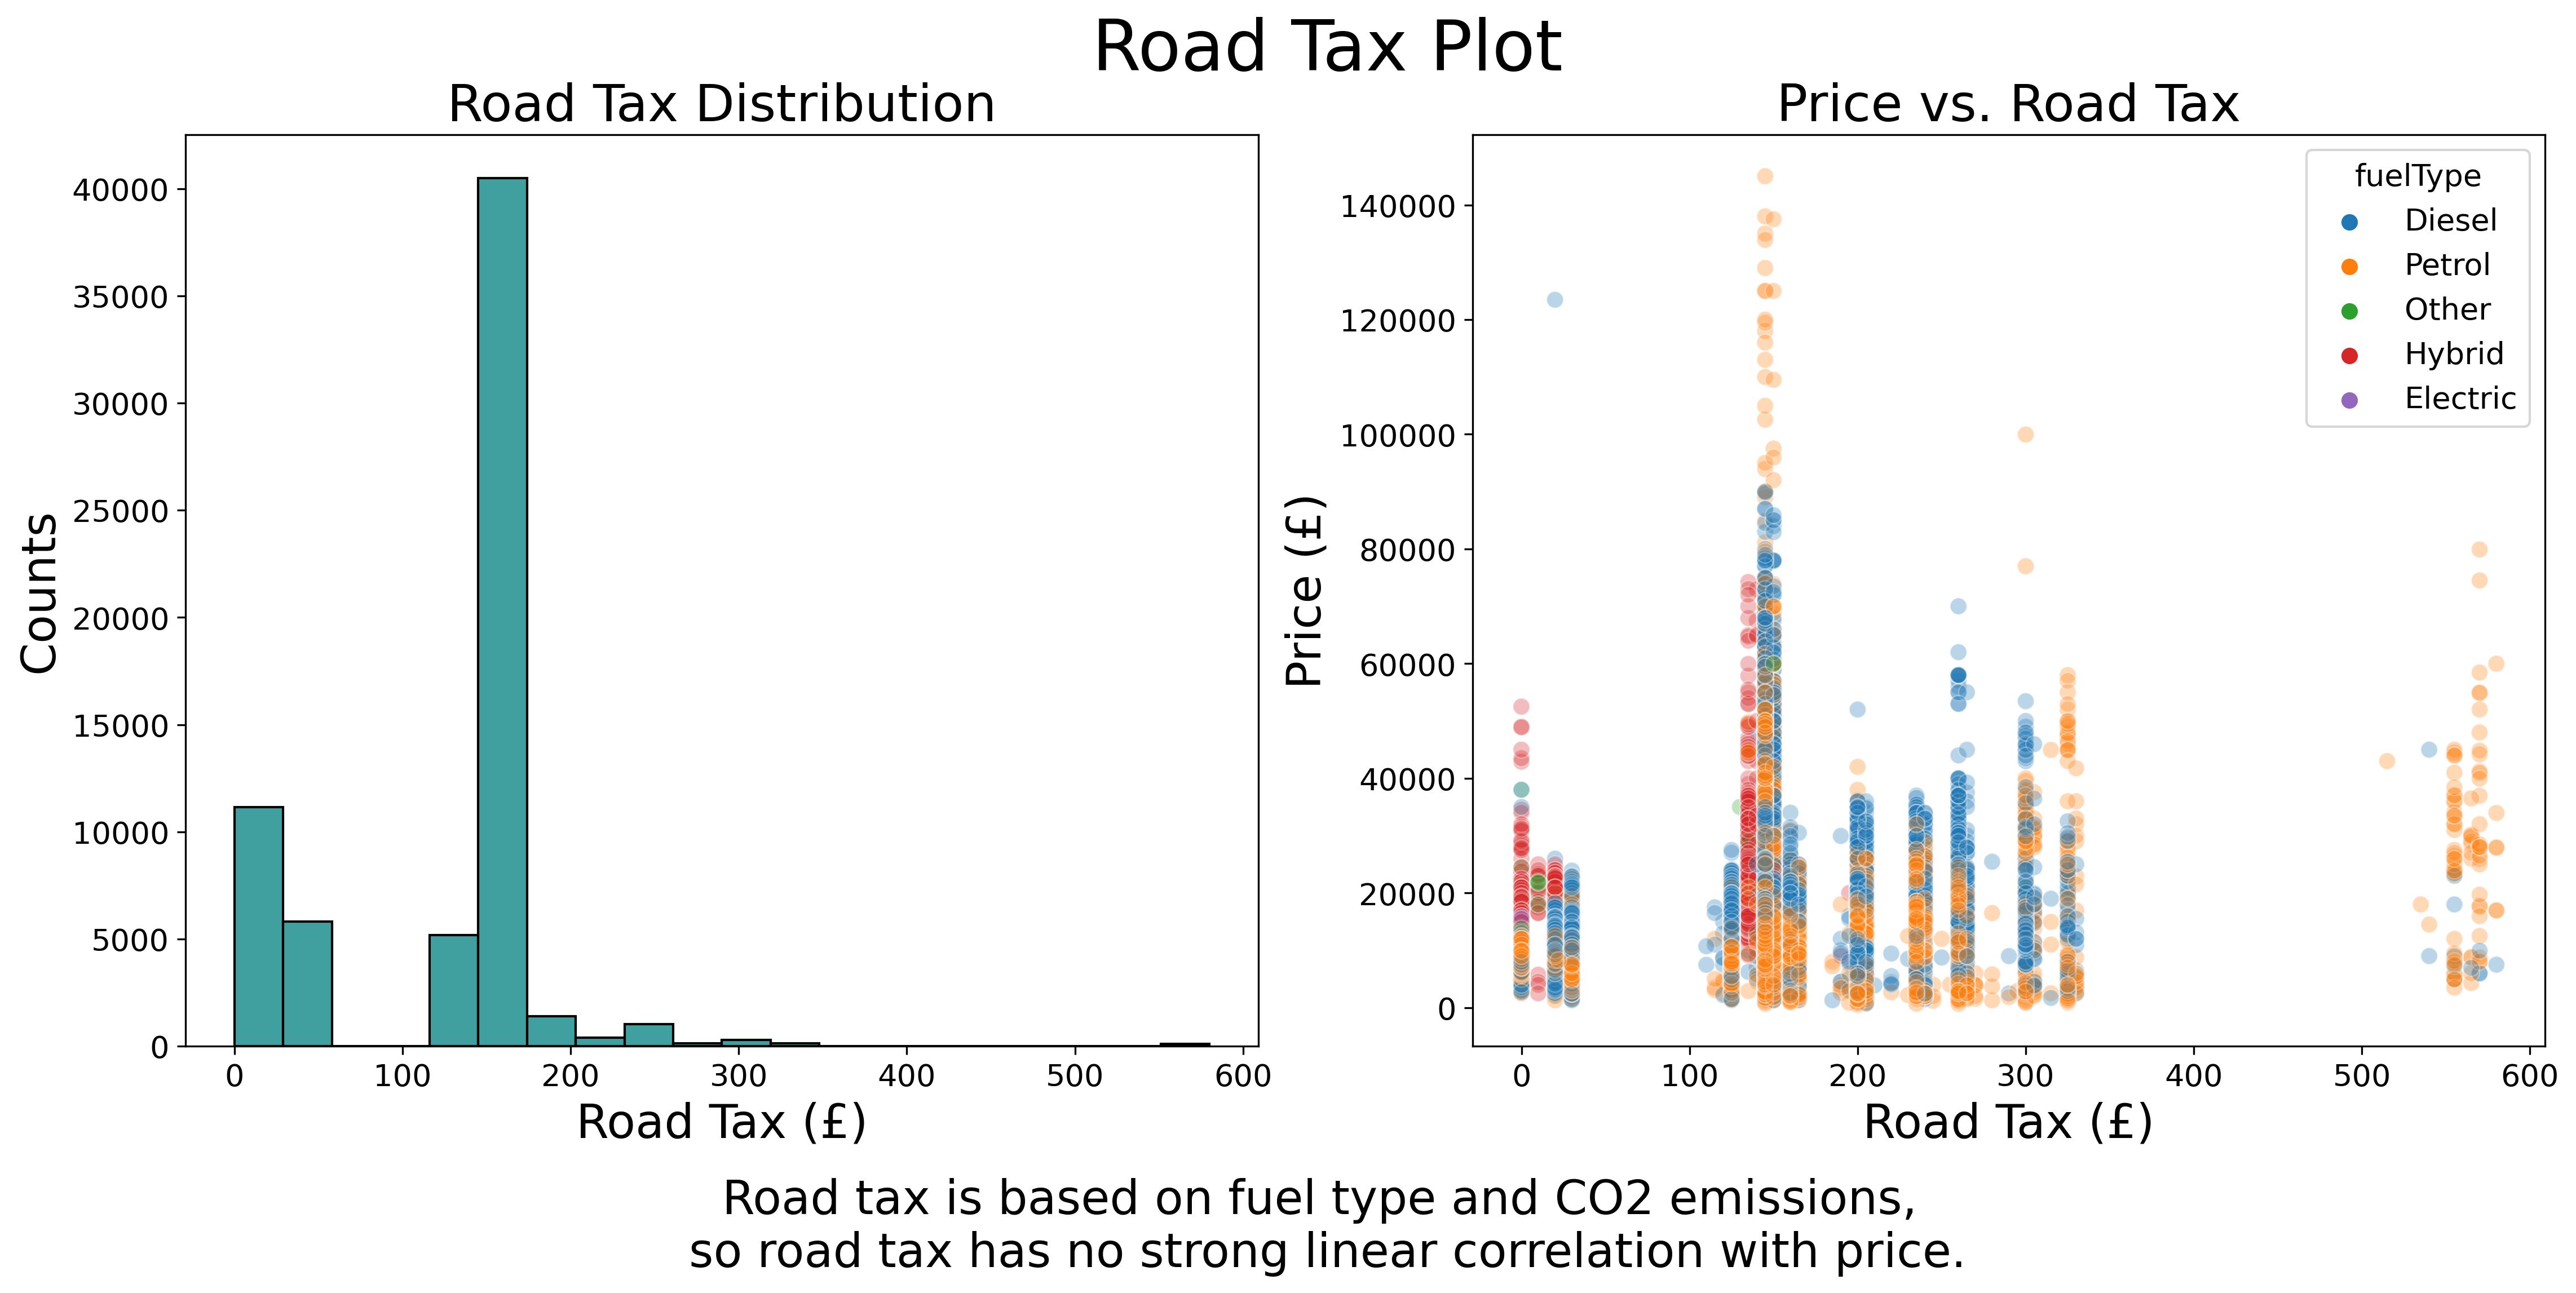 Road Tax Plot
Road Tax Distribution
Counts
40000
35000
30000
25000
20000
15000
10000
5000
0
0 100 200 300 400 500 600
Road Tax (£)
Price vs. Road Tax
Price (£)
140000
120000
100000
80000
60000
40000
20000
0
0 100 200 300 400 500 600
Road Tax (£)
fuelType
Diesel
Petrol
Other
Hybrid
Electric
Road tax is based on fuel type and CO2 emissions,
so road tax has no strong linear correlation with price.